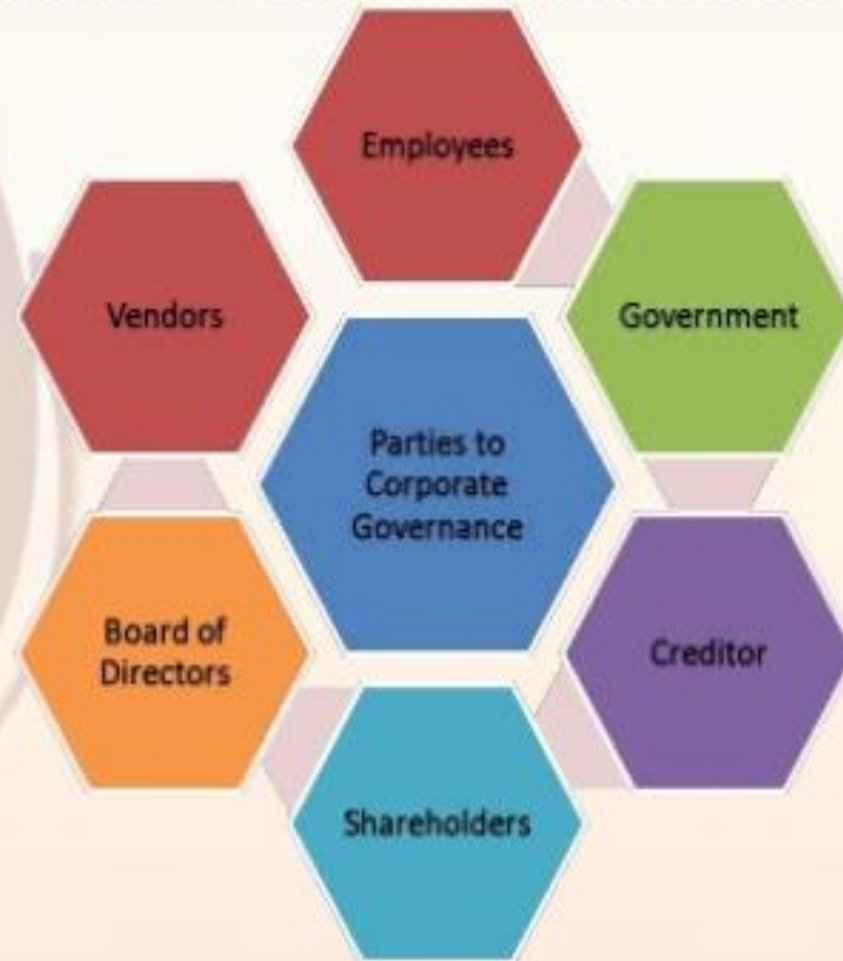 Employees
Government
Creditor
Shareholders
Board of
Directors
Vendors
Parties to
Corporate
Governance